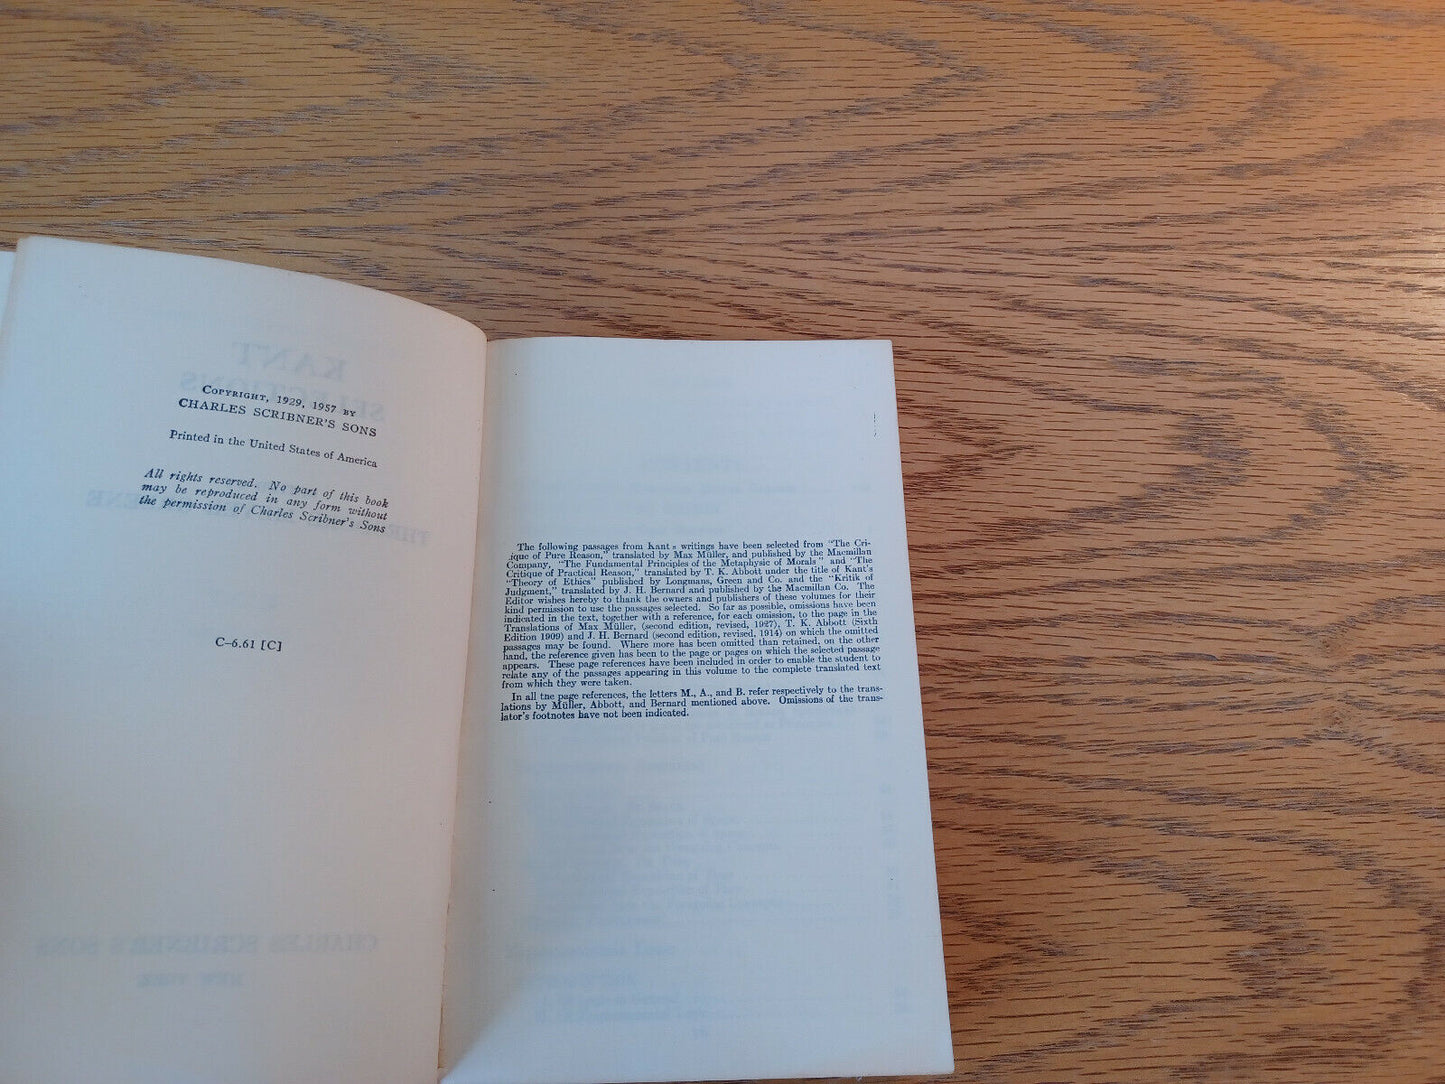 COPYRIGHT, 1929, 1957 BY
CHARLES SCRIBNER'S SONS
Printed in the United States of America
All rights reserved. No part of this book
may be reproduced in any form without
the permission of Charles Scribner's Sons
C–6.61 [C]
The following passages from Kant s writings have been selected from "The Cri-
ique of Pure Reason," translated by Max Müller, and published by the Macmillan
Company, "The Fundamental Principles of the Metaphysic of Morals" and "The
Critique of Practical Reason," translated by T. K. Abbott under the title of Kant's
"Theory of Ethics" published by Longmans, Green and Co. and the "Kritik of
Judgment," translated by J. H. Bernard and published by the Macmillan Co. The
Editor wishes hereby to thank the owners and publishers of these volumes for their
kind permission to use the passages selected. So far as possible, omissions have been
indicated in the text, together with a reference, for each omission, to the page in the
Translations of Max Müller, (second edition, revised, 1927), T. K. Abbott (Sixth
Edition 1909) and J. H. Bernard (second edition, revised, 1914) on which the omitted
passages may be found. Where more has been omitted than retained, on the other
hand, the reference given has been to the page or pages on which the selected passage
appears. These page references have been included in order to enable the student to
relate any of the passages appearing in this volume to the complete translated text
from which they were taken.
In all tne page references, the letters M., A., and B. refer respectively to the trans-
lations by Müller, Abbott, and Bernard mentioned above. Omissions of the trans-
lator's footnotes have not been indicated.
KANT
SELECTIONS
CHARLES SCRIBNER'S SONS
NEW YORK